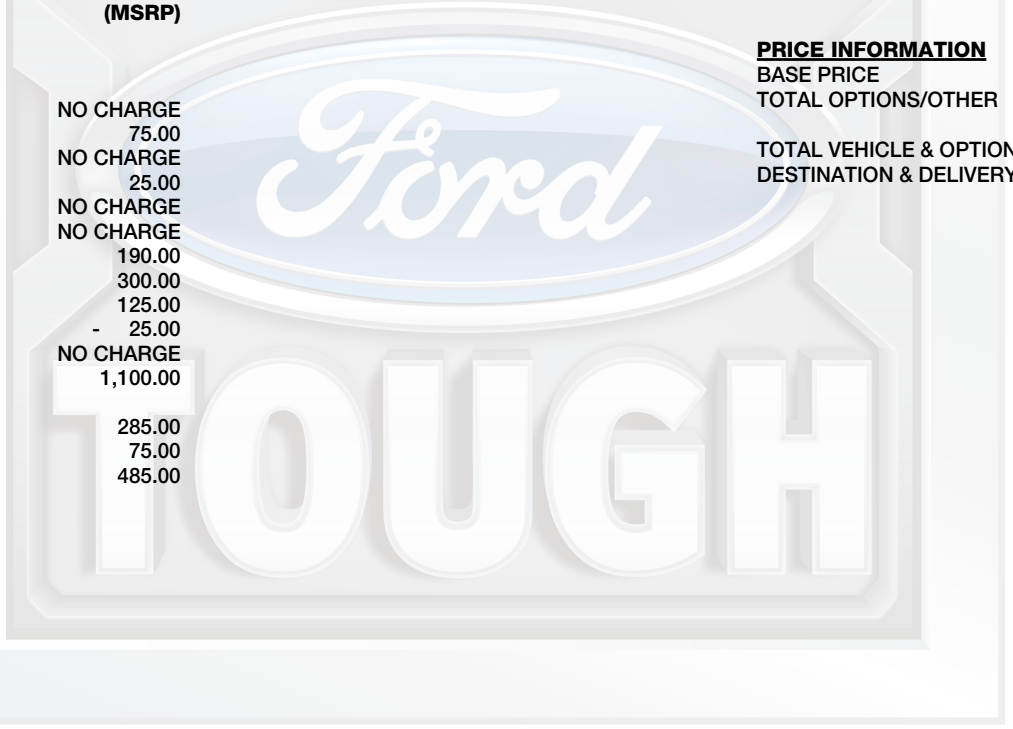 (MSRP)
NO CHARGE
75.00
NO CHARGE
25.00
NO CHARGE
NO CHARGE
190.00
300.00
125.00
- 25.00
NO CHARGE
1,100.00
285.00
75.00
485.00
PRICE INFORMATION
BASE PRICE
TOTAL OPTIONS/OTHER
TOTAL VEHICLE & OPTION
DESTINATION & DELIVERY
Ford
TOUGH